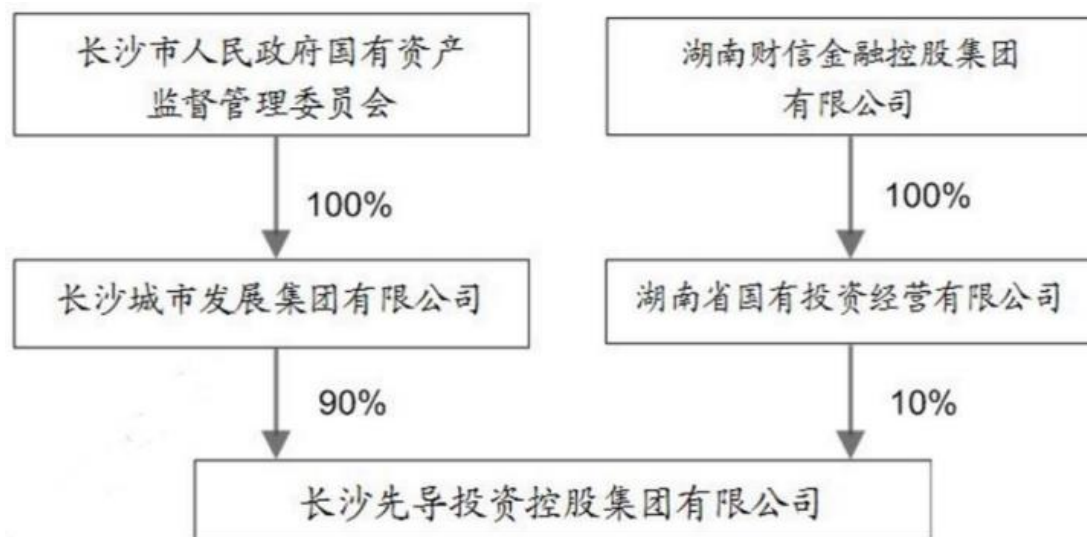 长沙市人民政府国有资产
监督管理委员会
湖南财信金融控股集团
有限公司
100%
100%
长沙城市发展集团有限公司
湖南省国有投资经营有限公司
90%
10%
长沙先导投资控股集团有限公司